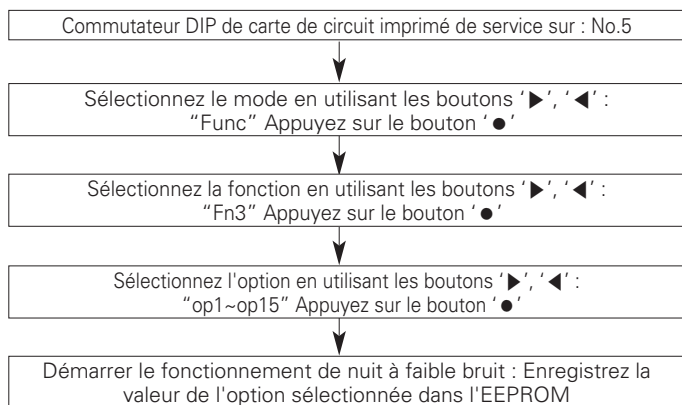 Commutateur DIP de carte de circuit imprimé de service sur : No.5
Sélectionnez le mode en utilisant les boutons ‘▶’, ‘◀’ :
“Func” Appuyez sur le bouton ‘●’
Sélectionnez la fonction en utilisant les boutons ‘▶’, ‘◀’ :
“Fn3” Appuyez sur le bouton ‘●’
Sélectionnez l'option en utilisant les boutons ‘▶’, ‘◀’ :
“op1~op15” Appuyez sur le bouton ‘●’
Démarrer le fonctionnement de nuit à faible bruit : Enregistrez la
valeur de l'option sélectionnée dans l'EEPROM